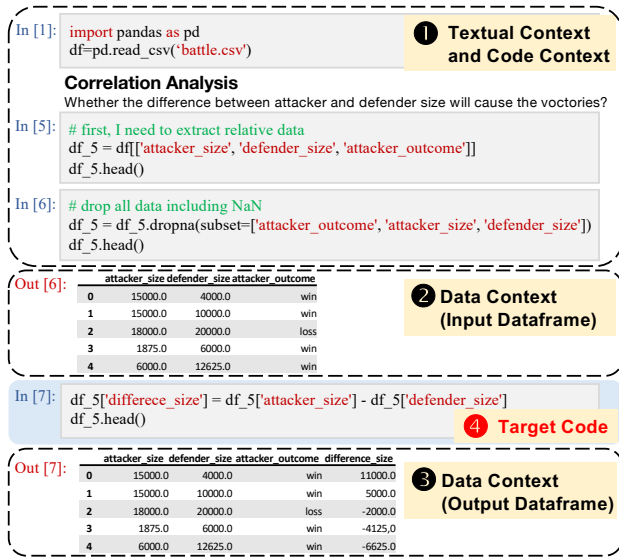 In [1]:
import pandas as pd
df=pd.read_csv(‘battle.csv')
❶ Textual Context
and Code Context
Correlation Analysis
Whether the difference between attacker and defender size will cause the voctories?
In [5]:
# first, I need to extract relative data
df_5 = df[['attacker_size', 'defender_size', 'attacker_outcome']]
df_5.head()
In [6]:
# drop all data including NaN
df_5 = df_5.dropna(subset=['attacker_outcome', 'attacker_size', 'defender_size'])
df_5.head()
Out [6]:
attacker_size defender_size attacker_outcome
0 15000.0 4000.0 win
1 15000.0 10000.0 win
2 18000.0 20000.0 loss
3 1875.0 6000.0 win
4 6000.0 12625.0 win
❷ Data Context
(Input Dataframe)
In [7]:
df_5['differece_size'] = df_5['attacker_size'] - df_5['defender_size']
df_5.head()
❹ Target Code
Out [7]:
attacker_size defender_size attacker_outcome difference_size
0 15000.0 4000.0 win 11000.0
1 15000.0 10000.0 win 5000.0
2 18000.0 20000.0 loss -2000.0
3 1875.0 6000.0 win -4125,0
4 6000.0 12625.0 win -6625.0
❸ Data Context
(Output Dataframe)